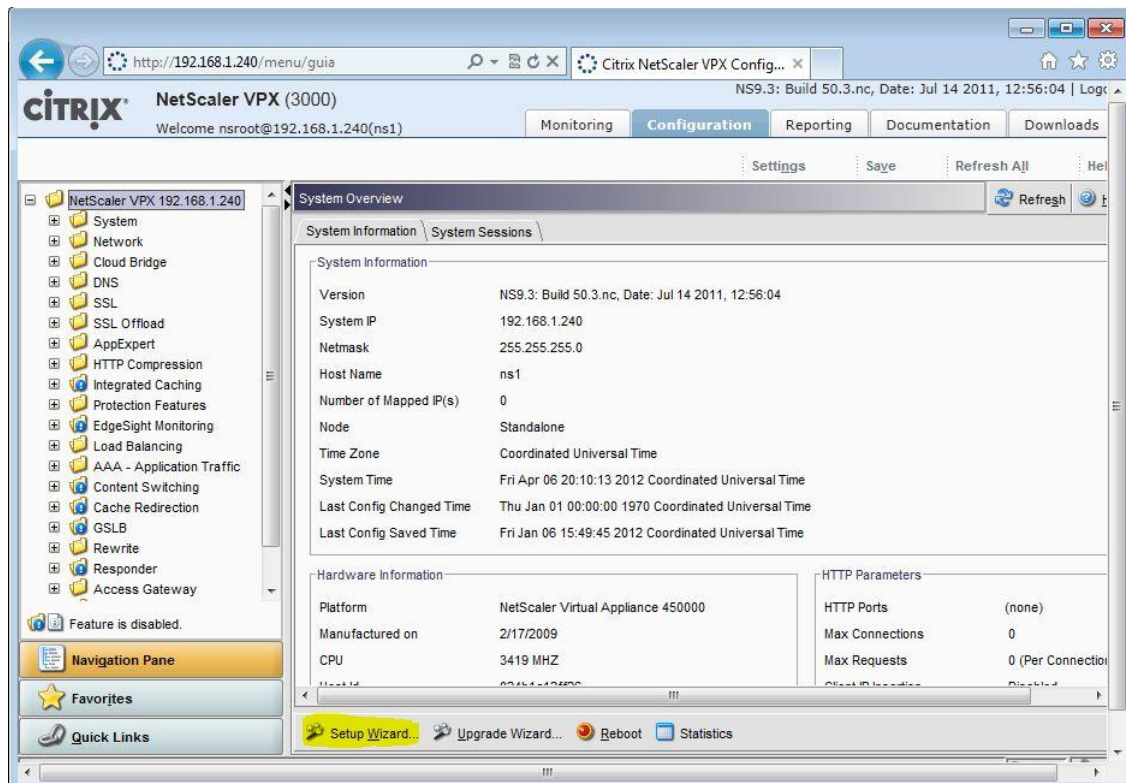 http://192.168.1.240/menu/guia
Citrix NetScaler VPX Config...
CITRIX
NetScaler VPX (3000)
Welcome nsroot@192.168.1.240(ns1)
NS9.3: Build 50.3.nc, Date: Jul 14 2011, 12:56:04 | Logo
Monitoring Configuration Reporting Documentation Downloads
Settings Save Refresh All Hel
NetScaler VPX 192.168.1.240
System
Network
Cloud Bridge
DNS
SSL
SSL Offload
AppExpert
HTTP Compression
Integrated Caching
Protection Features
EdgeSight Monitoring
Load Balancing
AAA - Application Traffic
Content Switching
Cache Redirection
GSLB
Rewrite
Responder
Access Gateway
Feature is disabled.
Navigation Pane
Favorites
Quick Links
System Overview
Refresh
System Information System Sessions
System Information
Version NS9.3: Build 50.3.nc, Date: Jul 14 2011, 12:56:04
System IP 192.168.1.240
Netmask 255.255.255.0
Host Name ns1
Number of Mapped IP(s) 0
Node Standalone
Time Zone Coordinated Universal Time
System Time Fri Apr 06 20:10:13 2012 Coordinated Universal Time
Last Config Changed Time Thu Jan 01 00:00:00 1970 Coordinated Universal Time
Last Config Saved Time Fri Jan 06 15:49:45 2012 Coordinated Universal Time
Hardware Information
Platform NetScaler Virtual Appliance 450000
Manufactured on 2/17/2009
CPU 3419 MHZ
HTTP Parameters
HTTP Ports (none)
Max Connections 0
Max Requests 0 (Per Connection
Setup Wizard... Upgrade Wizard... Reboot Statistics